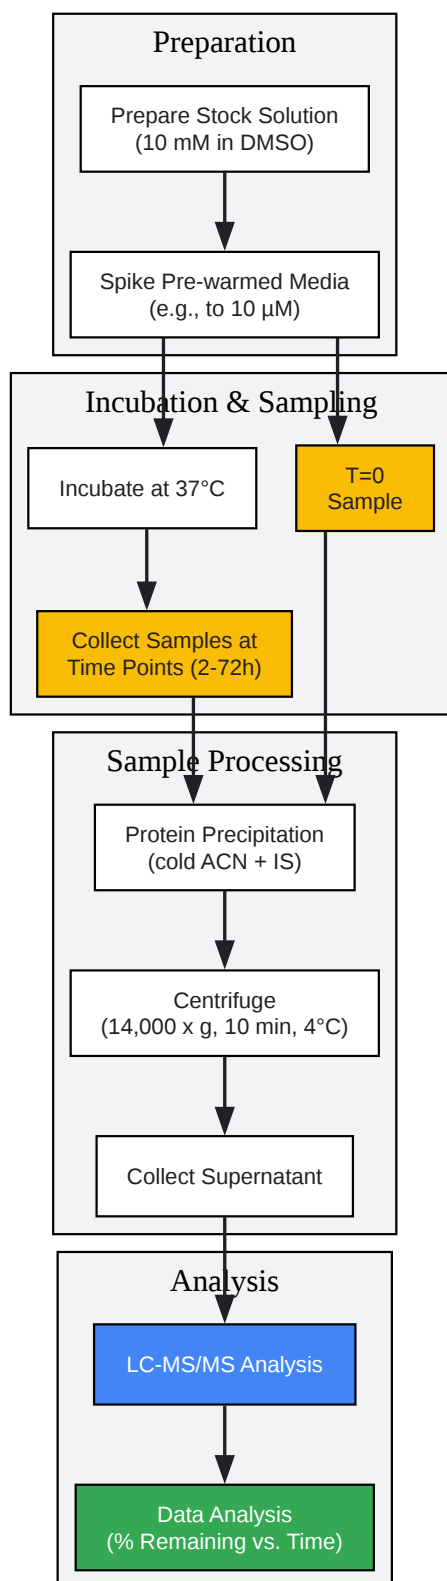 Preparation
Prepare Stock Solution
(10 mM in DMSO)
Spike Pre-warmed Media
(e.g., to 10 µM)
Incubation & Sampling
Incubate at 37°C
T=0
Sample
Collect Samples at
Time Points (2-72h)
Sample Processing
Protein Precipitation
(cold ACN + IS)
Centrifuge
(14,000 x g, 10 min, 4°C)
Collect Supernatant
Analysis
LC-MS/MS Analysis
Data Analysis
(% Remaining vs. Time)